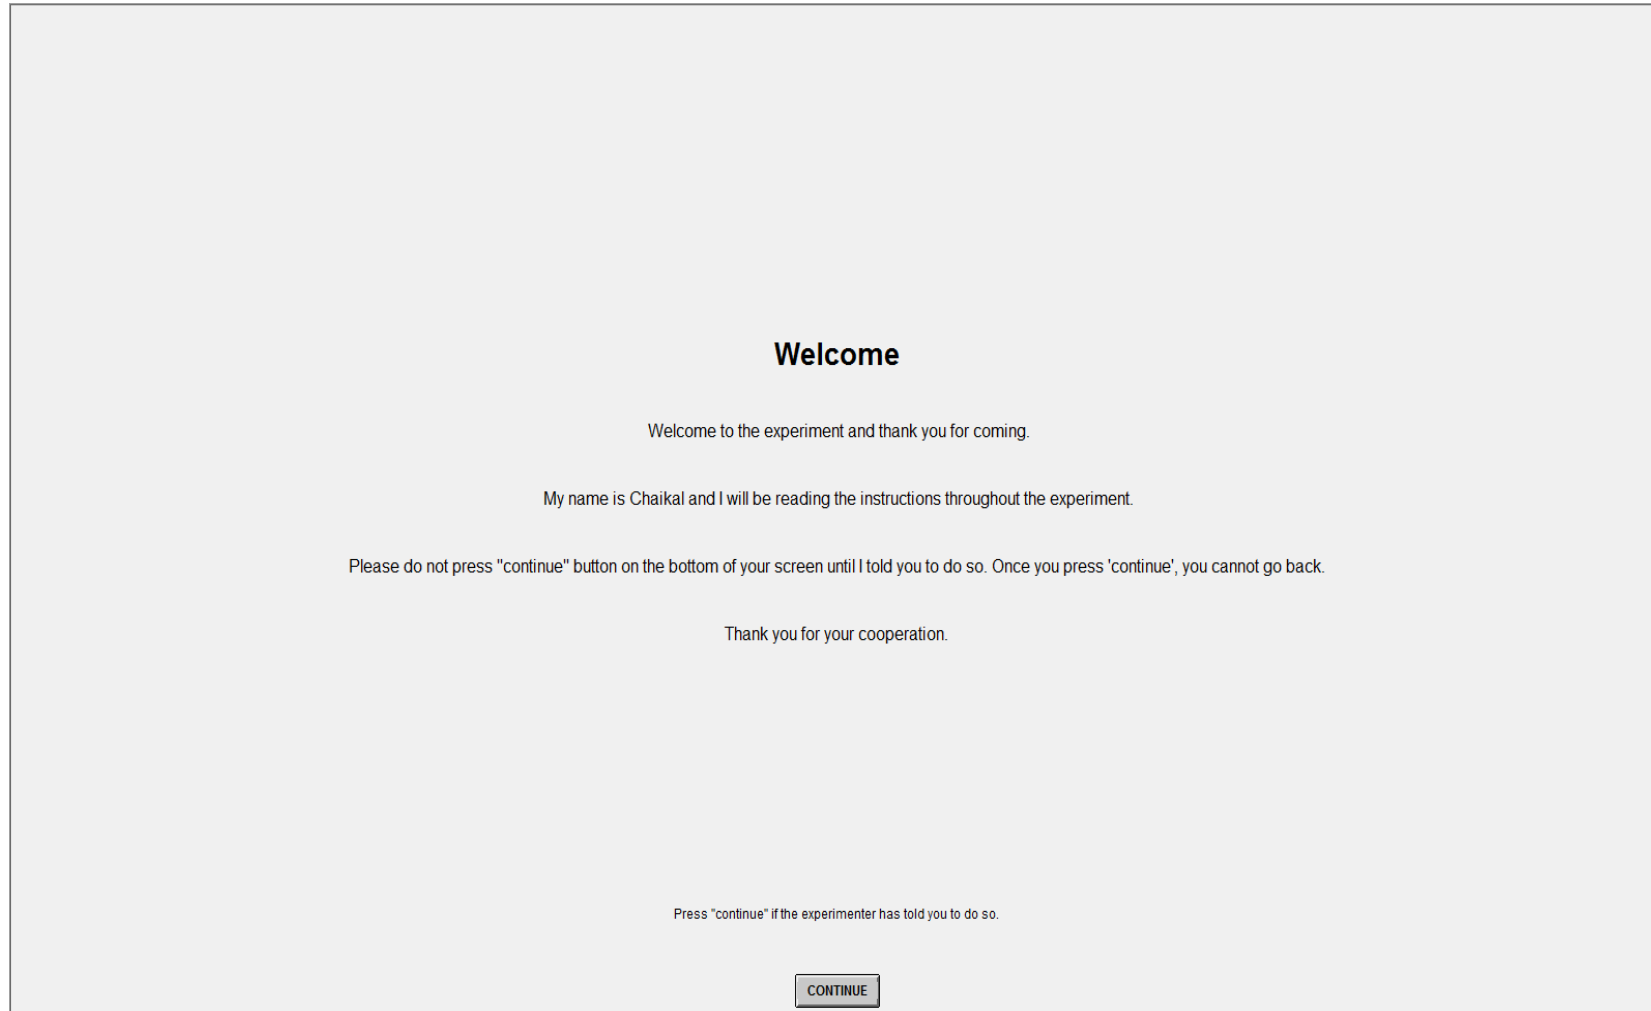 Welcome
Welcome to the experiment and thank you for coming.
My name is Chaikal and I will be reading the instructions throughout the experiment.
Please do not press "continue" button on the bottom of your screen until I told you to do so. Once you press 'continue', you cannot go back.
Thank you for your cooperation.
Press "continue" if the experimenter has told you to do so.
CONTINUE